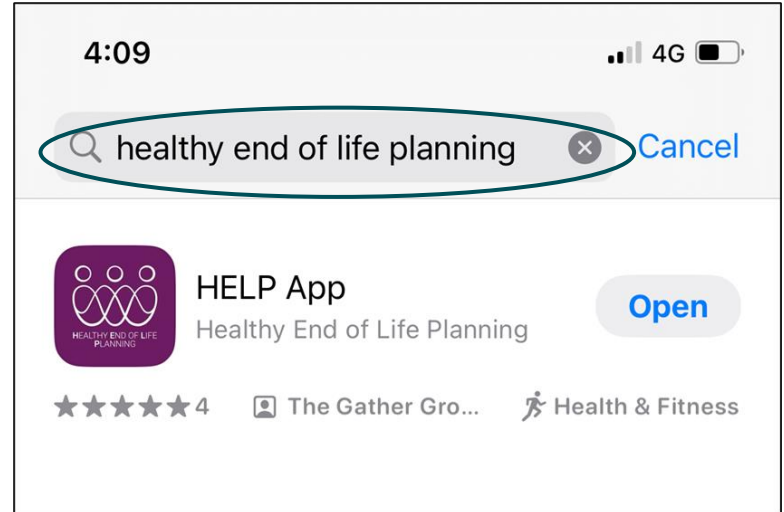 4:09
4G
healthy end of life planning
Cancel
HEALTHY END OF LIFE
PLANNING
HELP App
Healthy End of Life Planning
Open
4
The Gather Gro...
Health & Fitness